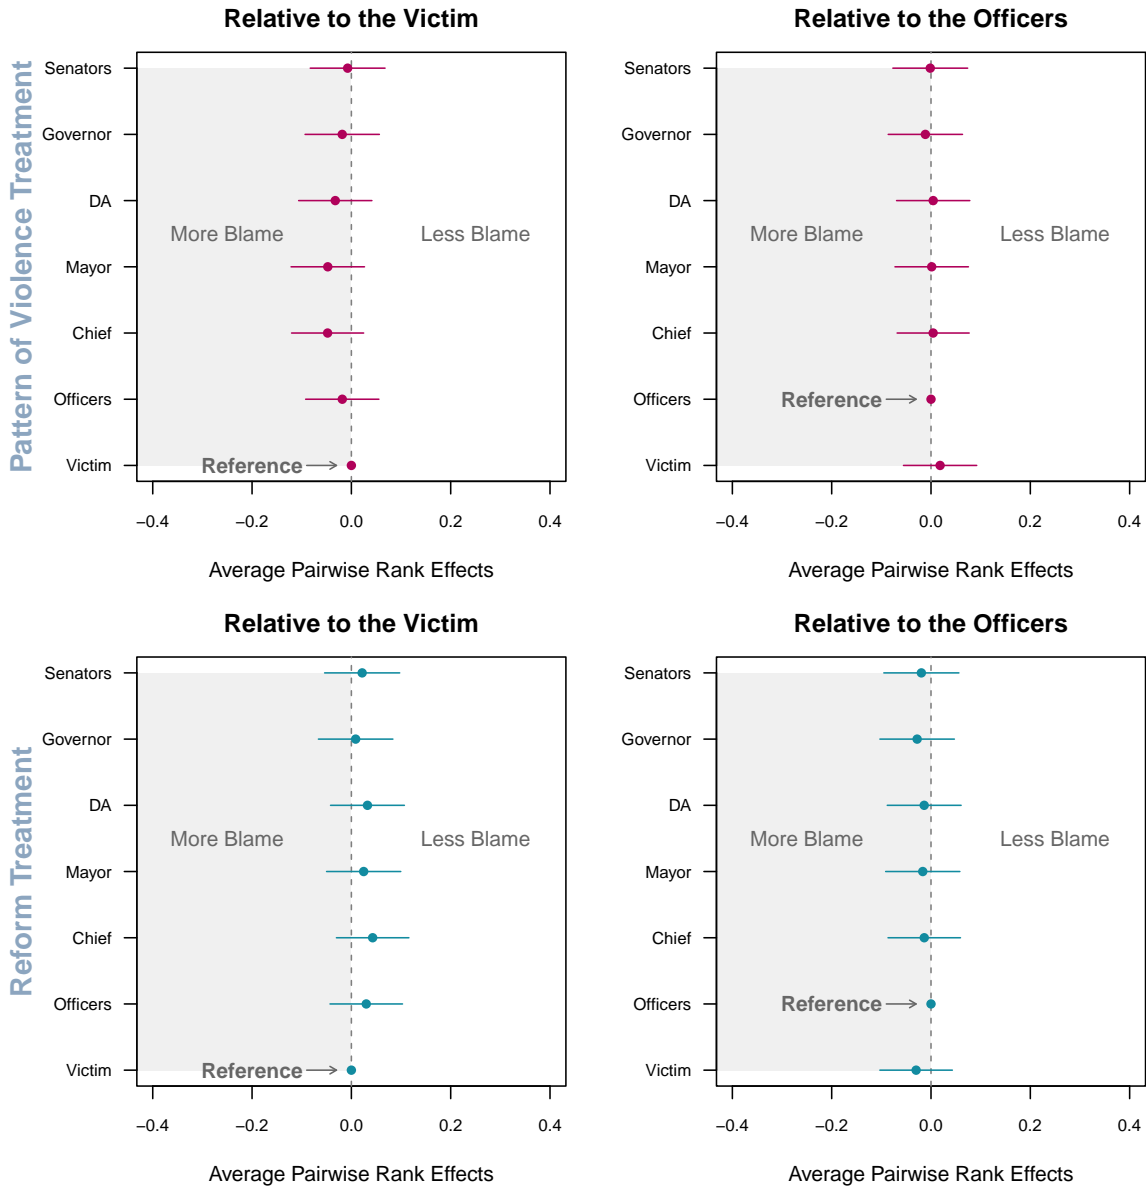 Relative to the Victim
Pattern of Violence Treatment
Senators
Governor
DA
More Blame
Less Blame
Mayor
Chief
Officers
Victim
Reference
−0.4
−0.2
0.0
0.2
0.4
Average Pairwise Rank Effects
Relative to the Officers
Senators
Governor
DA
More Blame
Less Blame
Mayor
Chief
Officers
Reference
Victim
−0.4
−0.2
0.0
0.2
0.4
Average Pairwise Rank Effects
Relative to the Victim
Reform Treatment
Senators
Governor
DA
More Blame
Less Blame
Mayor
Chief
Officers
Victim
Reference
−0.4
−0.2
0.0
0.2
0.4
Average Pairwise Rank Effects
Relative to the Officers
Senators
Governor
DA
More Blame
Less Blame
Mayor
Chief
Officers
Reference
Victim
−0.4
−0.2
0.0
0.2
0.4
Average Pairwise Rank Effects